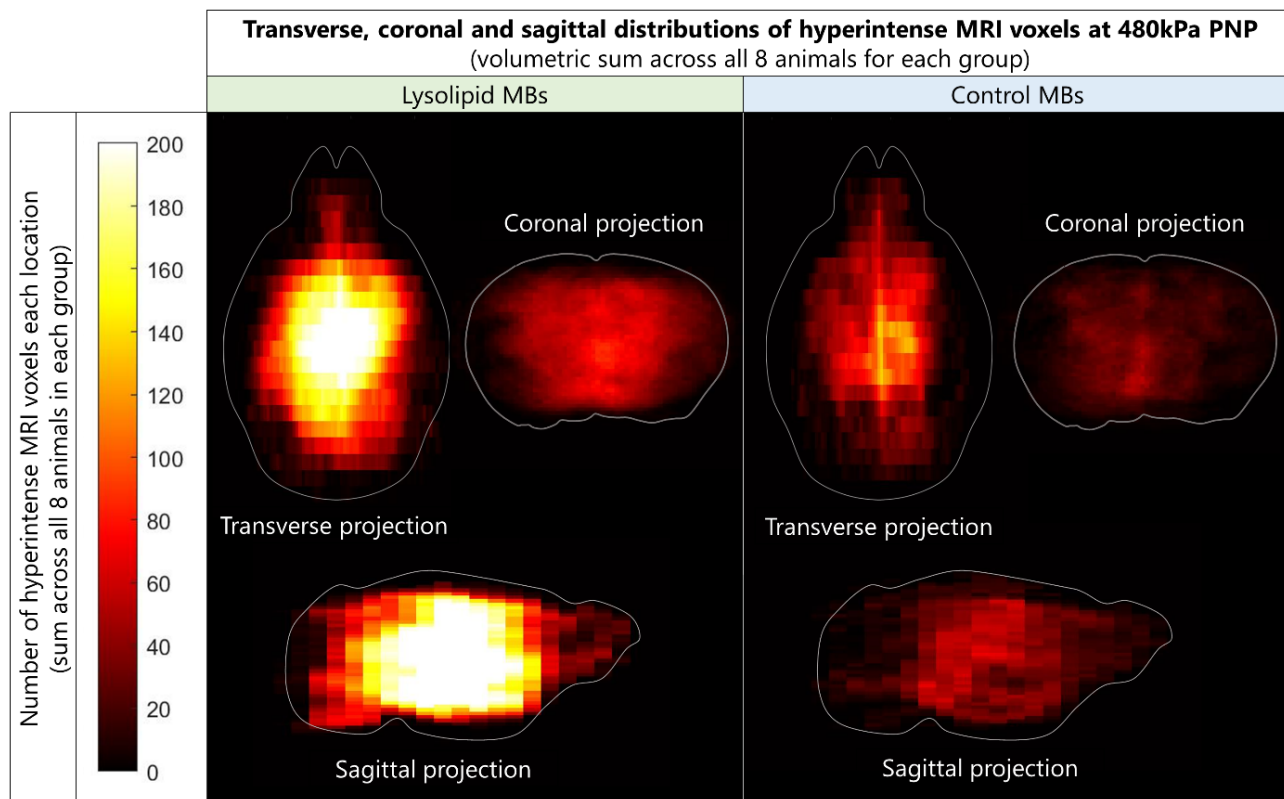 Transverse, coronal and sagittal distributions of hyperintense MRI voxels at 480kPa PNP
(volumetric sum across all 8 animals for each group)
Lysolipid MBs
Control MBs
Number of hyperintense MRI voxels each location
(sum across all 8 animals in each group)
200
180
160
140
120
100
80
60
40
20
0
Coronal projection
Transverse projection
Sagittal projection
Coronal projection
Transverse projection
Sagittal projection